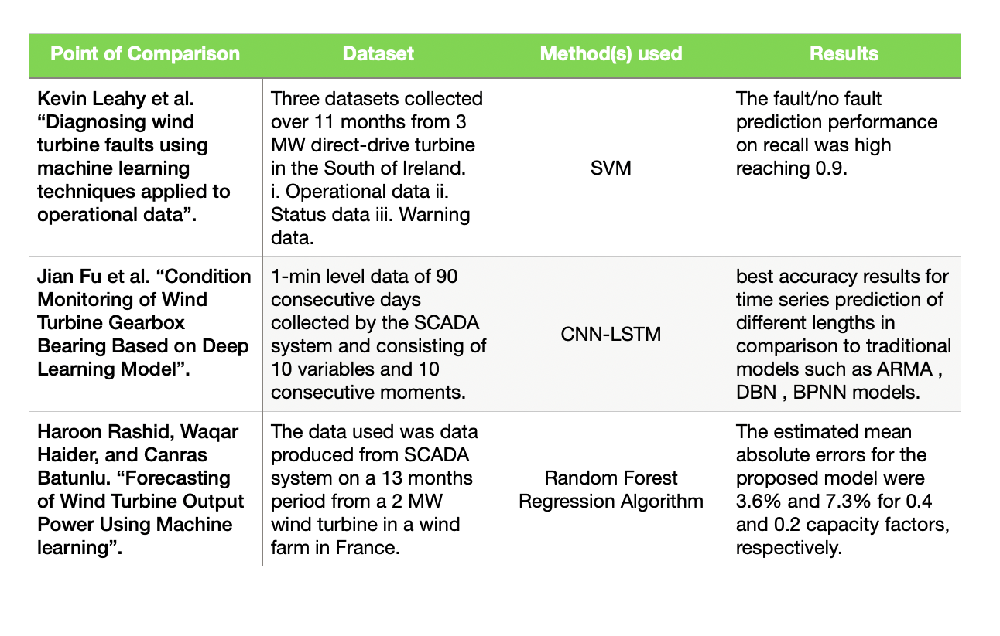 Point of Comparison
Dataset
Method(s) used
Results
Kevin Leahy et al.
“Diagnosing wind
turbine faults using
machine learning
techniques applied to
operational data”.
Three datasets collected
over 11 months from 3
MW direct-drive turbine
in the South of Ireland.
i. Operational data ii.
Status data iii. Warning
data.
SVM
The fault/no fault
prediction performance
on recall was high
reaching 0.9.
Jian Fu et al. “Condition
Monitoring of Wind
Turbine Gearbox
Bearing Based on Deep
Learning Model”.
1-min level data of 90
consecutive days
collected by the SCADA
system and consisting of
10 variables and 10
consecutive moments.
CNN-LSTM
best accuracy results for
time series prediction of
different lengths in
comparison to traditional
models such as ARMA ,
DBN , BPNN models.
Haroon Rashid, Waqar
Haider, and Canras
Batunlu. “Forecasting
of Wind Turbine Output
Power Using Machine
learning”.
The data used was data
produced from SCADA
system on a 13 months
period from a 2 MW
wind turbine in a wind
farm in France.
Random Forest
Regression Algorithm
The estimated mean
absolute errors for the
proposed model were
3.6% and 7.3% for 0.4
and 0.2 capacity factors,
respectively.